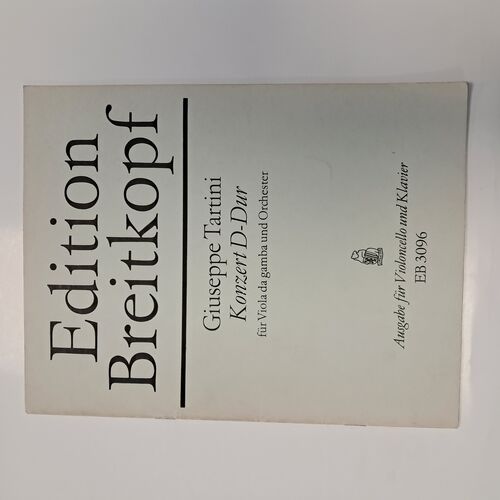 Edition
Breitkopf
Giuseppe Tartini
Konzert D-Dur
für Viola da gamba und Orchester
Ausgabe für Violoncello und Klavier
EB 3096